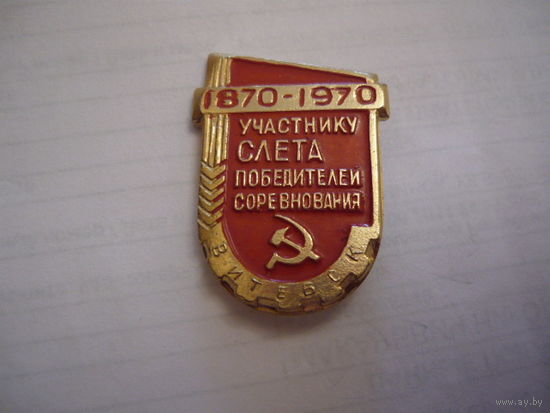 1870-1970
УЧАСТНИКУ
СЛЕТА
ПОБЕДИТЕЛЕЙ
СОРЕВНОВАНИЯ
ВИТЕБСК
www.ay.by